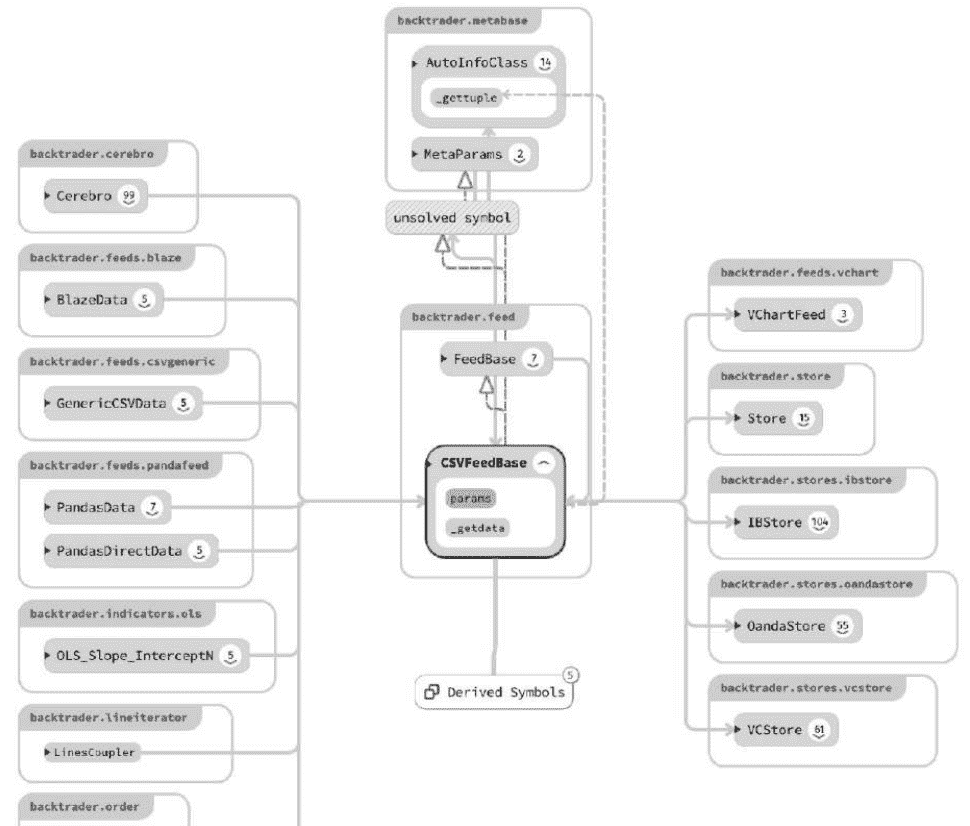 backtrader.metabase
AutoInfoClass 14
_gettuple
MetaParams 2
unsolved symbol
backtrader.cerebro
Cerebro 99
backtrader.feeds.blaze
BlazeData 5
backtrader.feeds.csvgeneric
GenericCSVData 5
backtrader.feeds.pandafeed
PandasData 7
PandasDirectData 5
backtrader.indicators.ols
OLS_Slope_InterceptN 5
backtrader.lineiterator
LinesCoupler
backtrader.order
backtrader.feed
FeedBase 7
CSVFeedBase
params
_getdata
Derived Symbols 5
backtrader.feeds.vchart
VChartFeed 3
backtrader.store
Store 15
backtrader.stores.ibstore
IBStore 104
backtrader.stores.oandastore
OandaStore 55
backtrader.stores.vcstore
VCStore 61